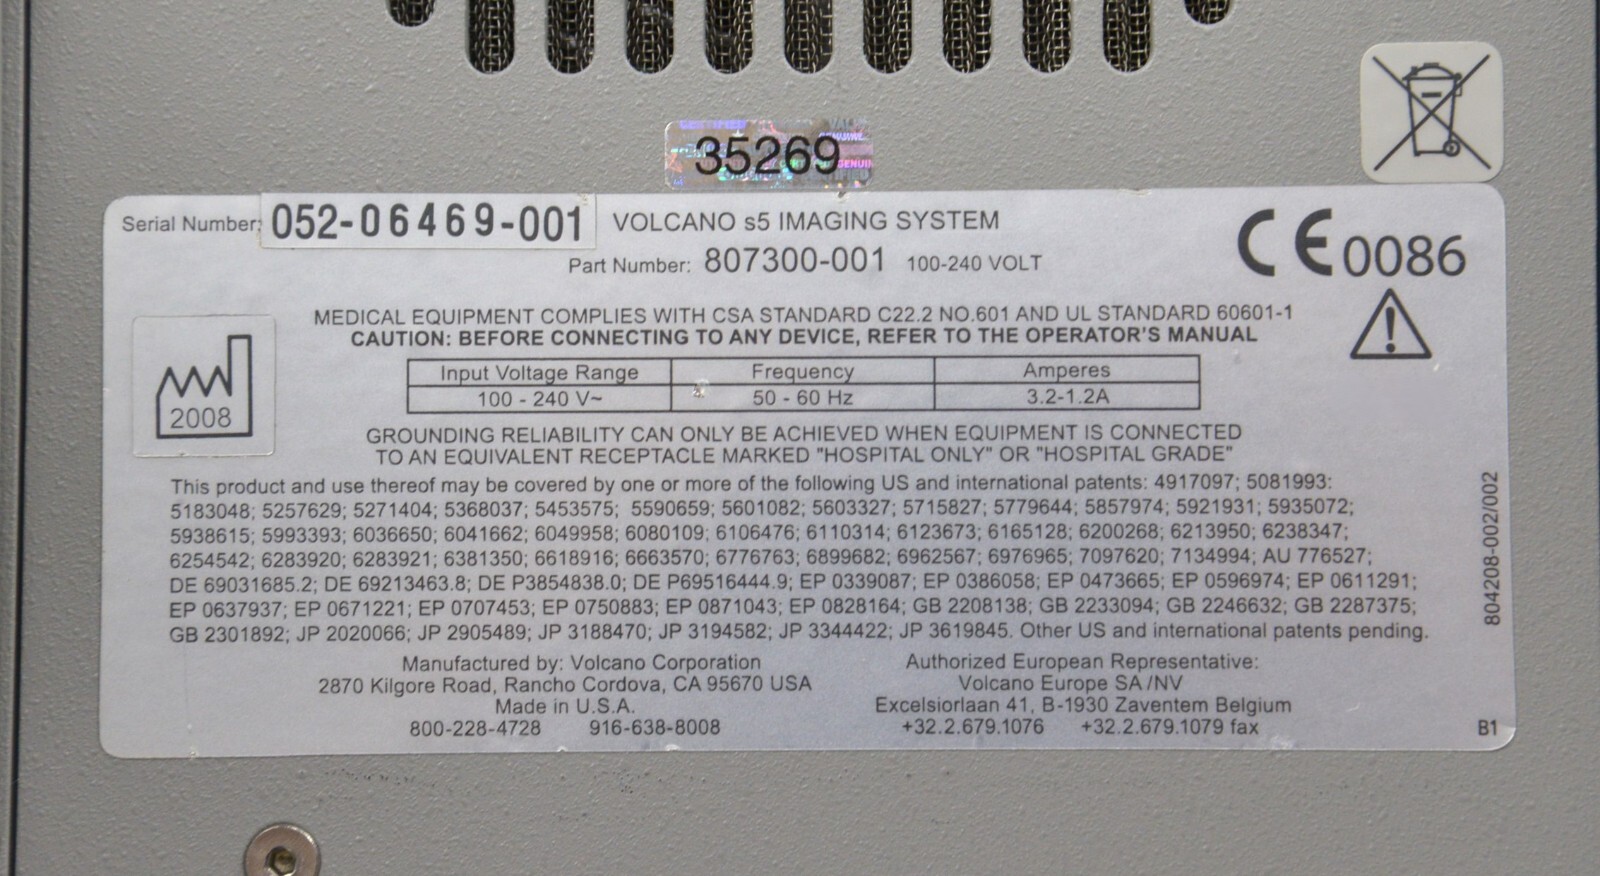 35269
Serial Number: 052-06469-001 VOLCANO s5 IMAGING SYSTEM
Part Number: 807300-001 100-240 VOLT
CE 0086
MEDICAL EQUIPMENT COMPLIES WITH CSA STANDARD C22.2 NO.601 AND UL STANDARD 60601-1
CAUTION: BEFORE CONNECTING TO ANY DEVICE, REFER TO THE OPERATOR'S MANUAL
Input Voltage Range Frequency Amperes
100 - 240 V~ 50 - 60 Hz 3.2-1.2A
2008
GROUNDING RELIABILITY CAN ONLY BE ACHIEVED WHEN EQUIPMENT IS CONNECTED
TO AN EQUIVALENT RECEPTACLE MARKED "HOSPITAL ONLY" OR "HOSPITAL GRADE"
This product and use thereof may be covered by one or more of the following US and international patents: 4917097; 5081993;
5183048; 5257629; 5271404; 5368037; 5453575; 5590659; 5601082; 5603327; 5715827; 5779644; 5857974; 5921931; 5935072;
5938615; 5993393; 6036650; 6041662; 6049958; 6080109; 6106476; 6110314; 6123673; 6165128; 6200268; 6213950; 6238347;
6254542; 6283920; 6283921; 6381350; 6618916; 6663570; 6776763; 6899682; 6962567; 6976965; 7097620; 7134994; AU 776527;
DE 69031685.2; DE 69213463.8; DE P3854838.0; DE P69516444.9; EP 0339087; EP 0386058; EP 0473665; EP 0596974; EP 0611291;
EP 0637937; EP 0671221; EP 0707453; EP 0750883; EP 0871043; EP 0828164; GB 2208138; GB 2233094; GB 2246632; GB 2287375;
GB 2301892; JP 2020066; JP 2905489; JP 3188470; JP 3194582; JP 3344422; JP 3619845. Other US and international patents pending.
804208-002/002
Manufactured by: Volcano Corporation
2870 Kilgore Road, Rancho Cordova, CA 95670 USA
Made in U.S.A.
800-228-4728 916-638-8008
Authorized European Representative:
Volcano Europe SA/NV
Excelsiorlaan 41, B-1930 Zaventem Belgium
+32.2.679.1076 +32.2.679.1079 fax
B1